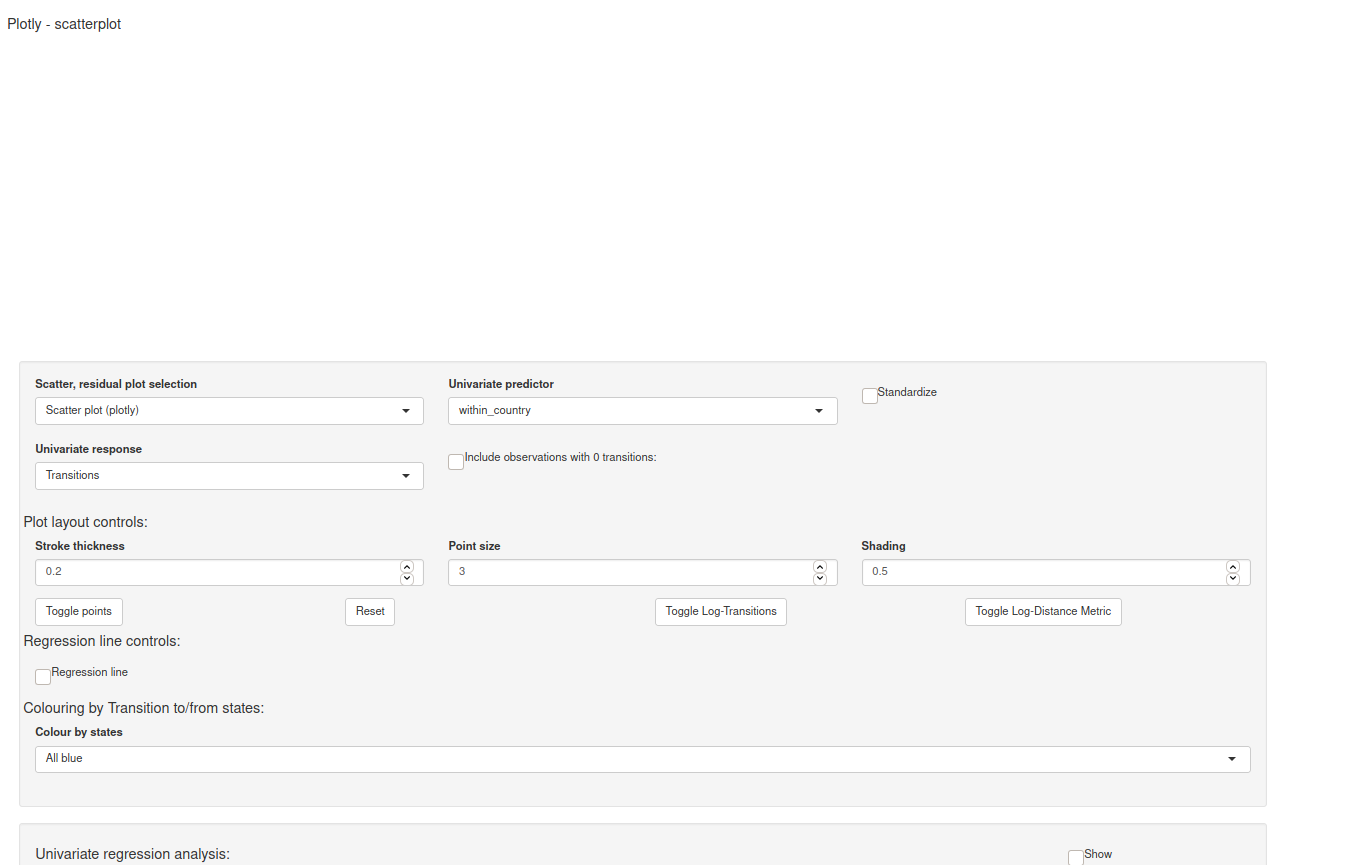 Plotly - scatterplot
Scatter, residual plot selection
Univariate predictor
Standardize
Scatter plot (plotly)
within_country
Univariate response
Include observations with 0 transitions:
Transitions
Plot layout controls:
Stroke thickness
Point size
Shading
0.2
3
0.5
Toggle points
Reset
Toggle Log-Transitions
Toggle Log-Distance Metric
Regression line controls:
Regression line
Colouring by Transition to/from states:
Colour by states
All blue
Univariate regression analysis:
Show